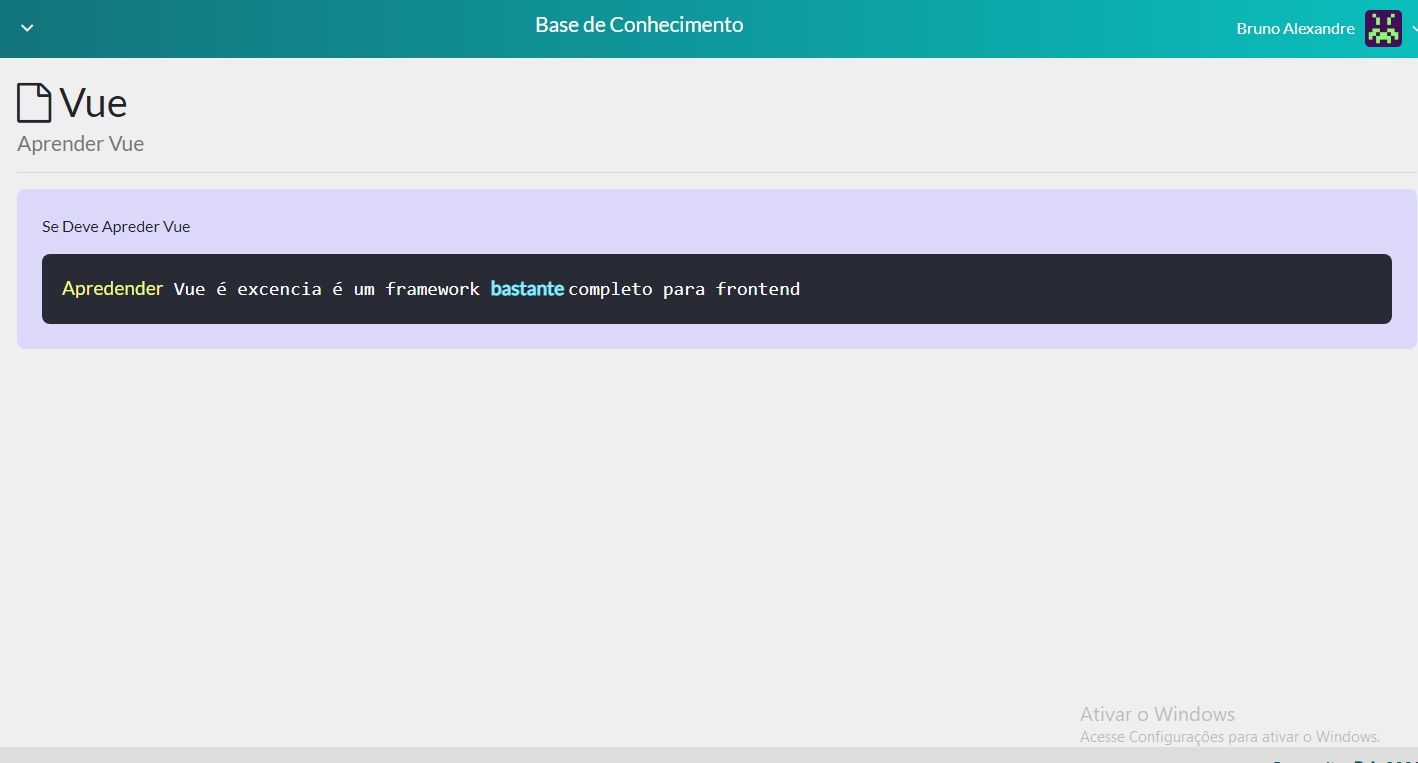 Base de Conhecimento
Bruno Alexandre
Vue
Aprender Vue
Se Deve Apreder Vue
Apredender Vue é excencia é um framework bastante completo para frontend
Ativar o Windows
Acesse Configurações para ativar o Windows.